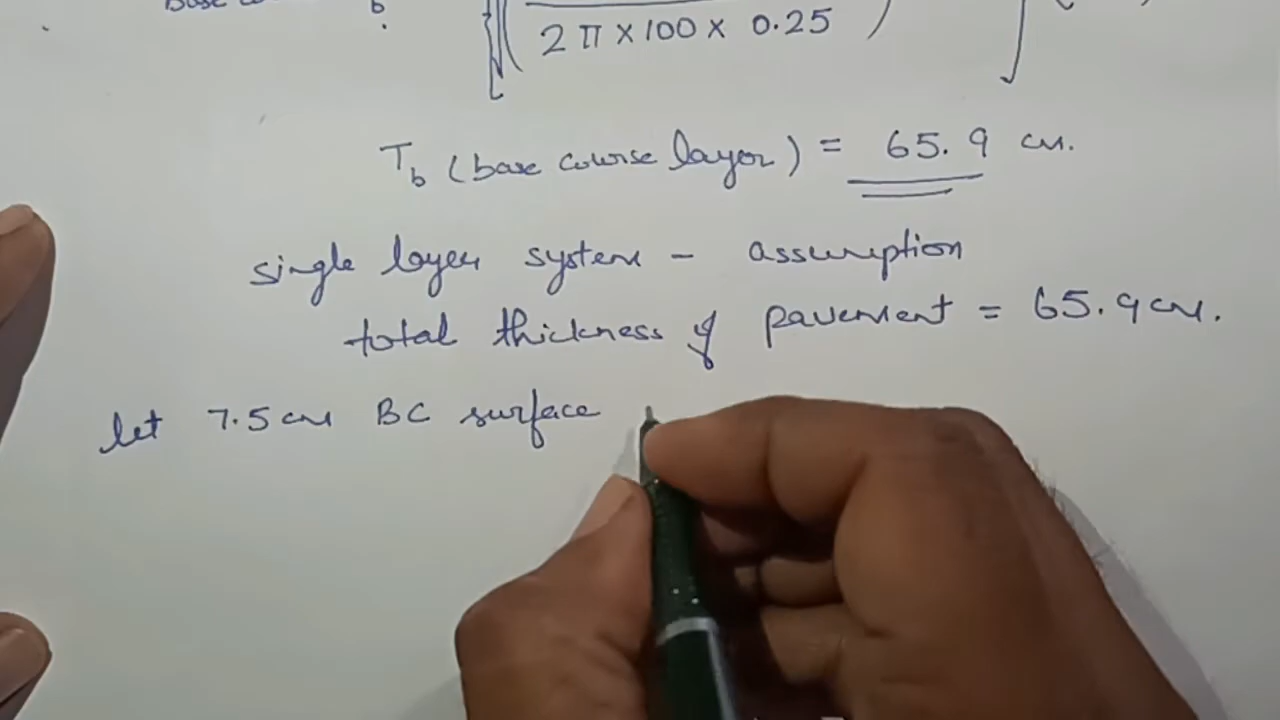 b
2 π × 100 × 0.25
T_b (base course layer) = 65.9 cm.
single layer system - assumption
total thickness of pavement = 65.9 cm.
let 7.5 cm BC surface